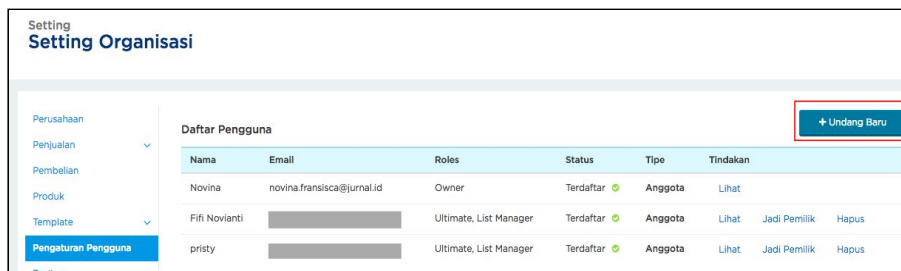 Setting
Setting Organisasi
Perusahaan
Penjualan
Pembelian
Produk
Template
Pengaturan Pengguna
Daftar Pengguna
+ Undang Baru
Nama Email Roles Status Tipe Tindakan
Novina novina.fransisca@jurnal.id Owner Terdaftar Anggota Lihat
Fifi Novianti Ultimate, List Manager Terdaftar Anggota Lihat Jadi Pemilik Hapus
pristy Ultimate, List Manager Terdaftar Anggota Lihat Jadi Pemilik Hapus